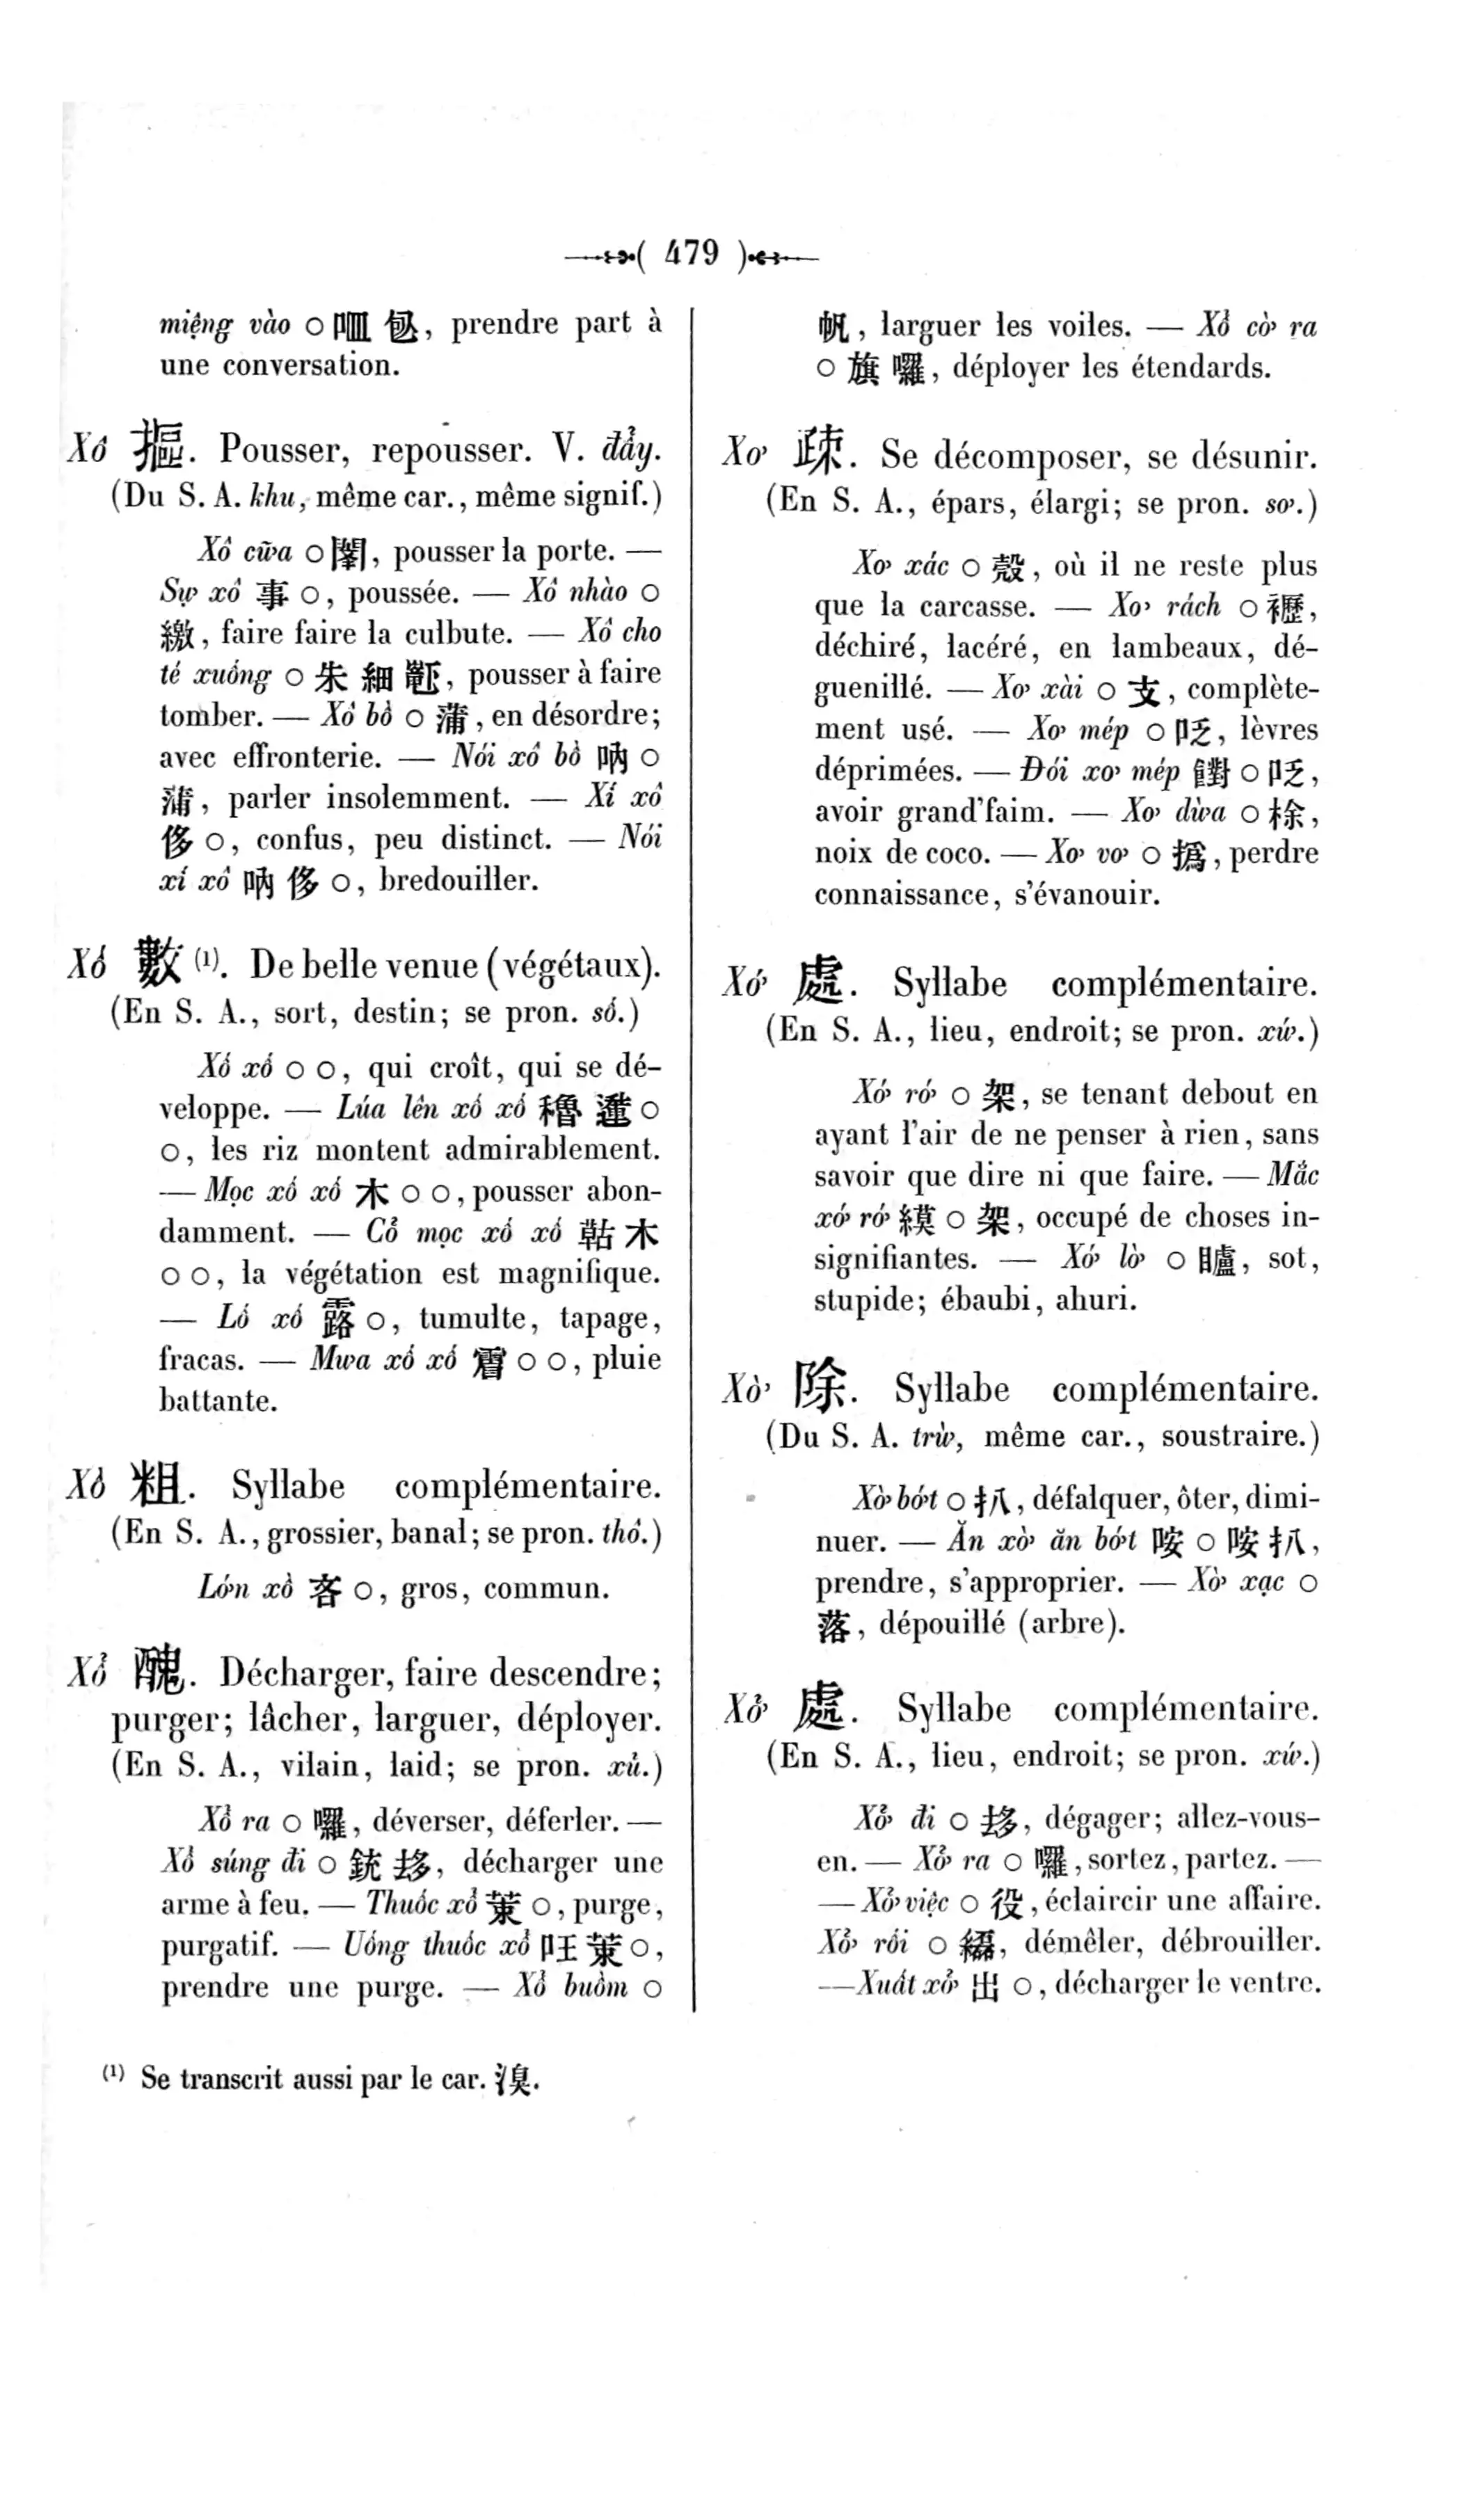 ( 479 )
miệng vào ○ 𠰘 𠓨, prendre part à
une conversation.
Xô 摳. Pousser, repousser. V. đẩy.
(Du S. A. khu, même car., même signif.)
Xô cửa ○, pousser la porte. —
Sự xô 事 ○, poussée. — Xô nhào ○
繳, faire faire la culbute. — Xô cho
té xuống ○ 朱 細, pousser à faire
tomber. — Xô bồ ○ 蒲, en désordre;
avec effronterie. — Nói xô bồ 吶 ○
蒲, parler insolemment. — Xí xô
侈 ○, confus, peu distinct. — Nói
xí xô 吶 侈 ○, bredouiller.
Xố 數 (1). De belle venue (végétaux).
(En S. A., sort, destin; se pron. số.)
Xố xố ○ ○, qui croît, qui se dé-
veloppe. — Lúa lên xố xố 穭 ○
○, les riz montent admirablement.
— Mọc xố xố 木 ○ ○, pousser abon-
damment. — Cỏ mọc xố xố 木
○ ○, la végétation est magnifique.
— Lố xố 露 ○, tumulte, tapage,
fracas. — Mưa xố xố ○ ○, pluie
battante.
Xồ 粗. Syllabe complémentaire.
(En S. A., grossier, banal; se pron. thô.)
Lớn xồ ○, gros, commun.
Xổ 醜. Décharger, faire descendre;
purger; lâcher, larguer, déployer.
(En S. A., vilain, laid; se pron. xủ.)
Xổ ra ○ 囉, déverser, déferler. —
Xổ súng đi ○ 銃 𠫾, décharger une
arme à feu. — Thuốc xổ ○, purge,
purgatif. — Uống thuốc xổ 旺 ○,
prendre une purge. — Xổ buồm ○
帆, larguer les voiles. — Xổ cờ ra
○ 旗 囉, déployer les étendards.
Xơ 疎. Se décomposer, se désunir.
(En S. A., épars, élargi; se pron. sơ.)
Xơ xác ○ 殼, où il ne reste plus
que la carcasse. — Xơ rách ○,
déchiré, lacéré, en lambeaux, dé-
guenillé. — Xơ xài ○ 支, complète-
ment usé. — Xơ mép ○ 眨, lèvres
déprimées. — Đói xơ mép ○,
avoir grand'faim. — Xơ dừa ○ 梌,
noix de coco. — Xơ vơ ○ 撝, perdre
connaissance, s'évanouir.
Xớ 處. Syllabe complémentaire.
(En S. A., lieu, endroit; se pron. xứ.)
Xớ rớ ○ 架, se tenant debout en
ayant l'air de ne penser à rien, sans
savoir que dire ni que faire. — Mắc
xớ rớ 縸 ○ 架, occupé de choses in-
signifiantes. — Xớ lờ ○ 矑, sot,
stupide; ébaubi, ahuri.
Xờ 除. Syllabe complémentaire.
(Du S. A. trừ, même car., soustraire.)
Xờ bớt ○ 扒, défalquer, ôter, dimi-
nuer. — Ăn xờ ăn bớt 咹 ○ 咹 扒,
prendre, s'approprier. — Xờ xạc ○
落, dépouillé (arbre).
Xở 處. Syllabe complémentaire.
(En S. A., lieu, endroit; se pron. xứ.)
Xở đi ○ 𠫾, dégager; allez-vous-
en. — Xở ra ○ 囉, sortez, partez. —
— Xở việc ○ 役, éclaircir une affaire.
Xở rối ○, démêler, débrouiller.
— Xuất xở 出 ○, décharger le ventre.
(1) Se transcrit aussi par le car. 溴.